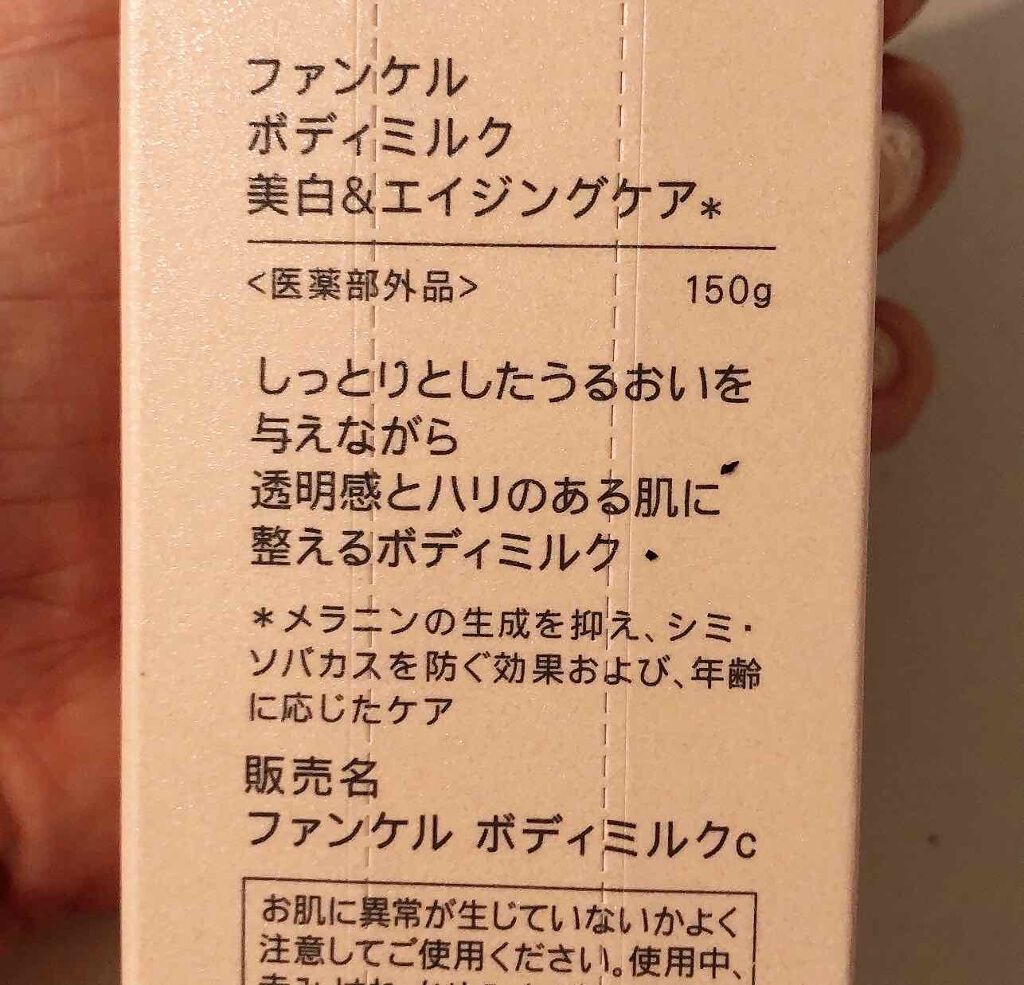 ファンケル
ボディミルク
美白&エイジングケア*
<医薬部外品> 150g
しっとりとしたうるおいを
与えながら
透明感とハリのある肌に
整えるボディミルク
*メラニンの生成を抑え、シミ・
ソバカスを防ぐ効果および、年齢
に応じたケア
販売名
ファンケル ボディミルクc
お肌に異常が生じていないかよく
注意してご使用ください。使用中、